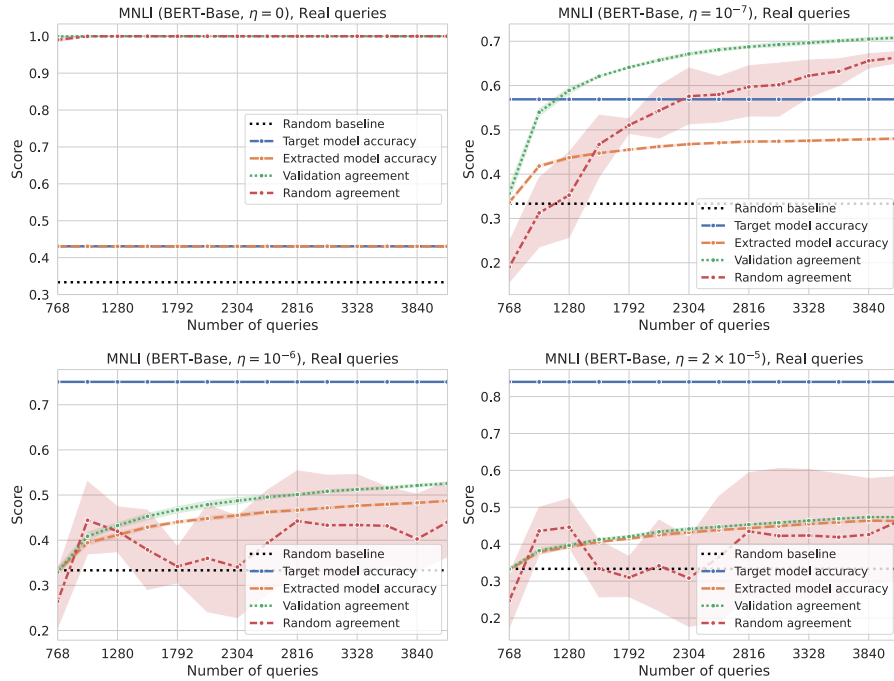 MNLI (BERT-Base, η = 0), Real queries
1.0
0.9
0.8
0.7
0.6
0.5
0.4
0.3
Score
Random baseline
Target model accuracy
Extracted model accuracy
Validation agreement
Random agreement
768 1280 1792 2304 2816 3328 3840
Number of queries
MNLI (BERT-Base, η = 10⁻⁷), Real queries
0.7
0.6
0.5
0.4
0.3
0.2
Score
Random baseline
Target model accuracy
Extracted model accuracy
Validation agreement
Random agreement
768 1280 1792 2304 2816 3328 3840
Number of queries
MNLI (BERT-Base, η = 10⁻⁶), Real queries
0.7
0.6
0.5
0.4
0.3
0.2
Score
Random baseline
Target model accuracy
Extracted model accuracy
Validation agreement
Random agreement
768 1280 1792 2304 2816 3328 3840
Number of queries
MNLI (BERT-Base, η = 2 × 10⁻⁵), Real queries
0.8
0.7
0.6
0.5
0.4
0.3
0.2
Score
Random baseline
Target model accuracy
Extracted model accuracy
Validation agreement
Random agreement
768 1280 1792 2304 2816 3328 3840
Number of queries